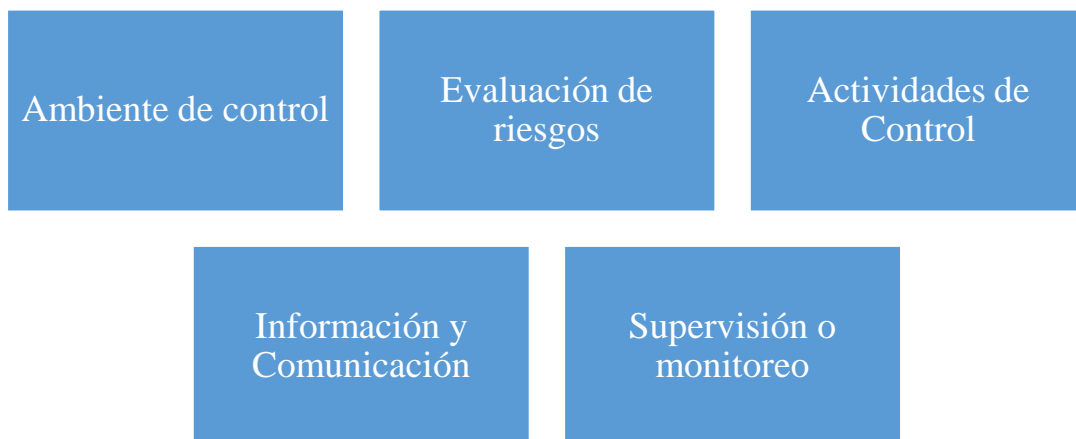 Ambiente de control
Evaluación de
riesgos
Actividades de
Control
Información y
Comunicación
Supervisión o
monitoreo